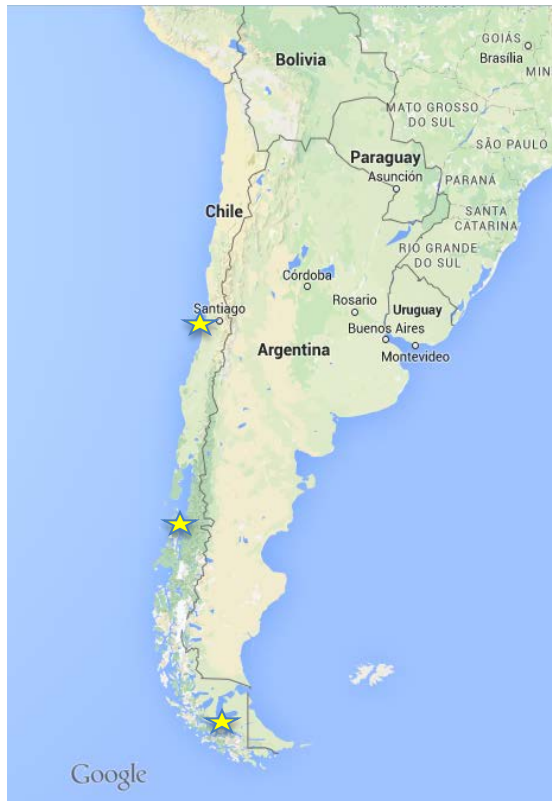 GOIÁS
Brasília
MIN
Bolivia
MATO GROSSO
DO SUL
SÃO PAULO
Paraguay
Asunción
PARANÁ
Chile
SANTA
CATARINA
RIO GRANDE
DO SUL
Córdoba
Santiago
Rosario
Uruguay
Buenos Aires
Argentina
Montevideo
Google